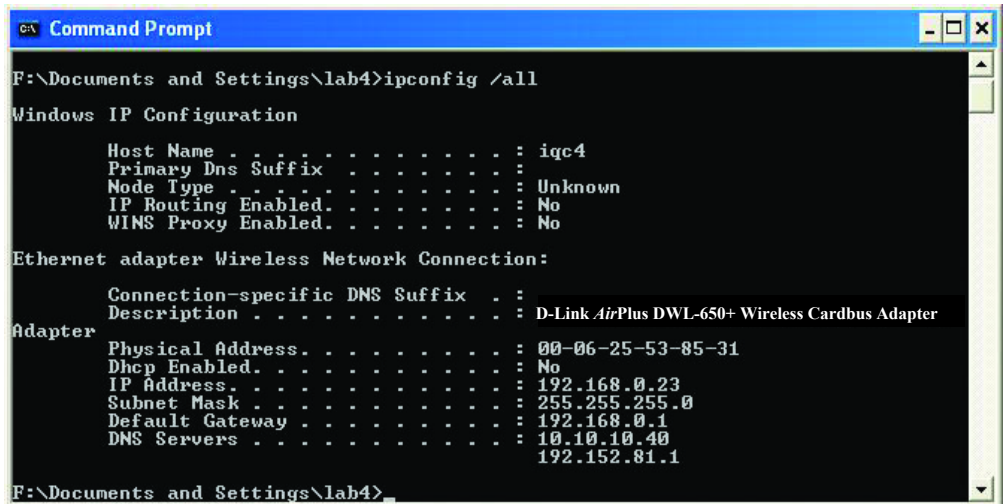 Command Prompt
F:\Documents and Settings\lab4>ipconfig /all
Windows IP Configuration
Host Name . . . . . . . . . . . . : iqc4
Primary Dns Suffix . . . . . . . :
Node Type . . . . . . . . . . . . : Unknown
IP Routing Enabled. . . . . . . . : No
WINS Proxy Enabled. . . . . . . . : No
Ethernet adapter Wireless Network Connection:
Connection-specific DNS Suffix . :
Description . . . . . . . . . . . : D-Link AirPlus DWL-650+ Wireless Cardbus Adapter
Adapter
Physical Address. . . . . . . . . : 00-06-25-53-85-31
Dhcp Enabled. . . . . . . . . . . : No
IP Address. . . . . . . . . . . . : 192.168.0.23
Subnet Mask . . . . . . . . . . . : 255.255.255.0
Default Gateway . . . . . . . . . : 192.168.0.1
DNS Servers . . . . . . . . . . . : 10.10.10.40
192.152.81.1
F:\Documents and Settings\lab4>_